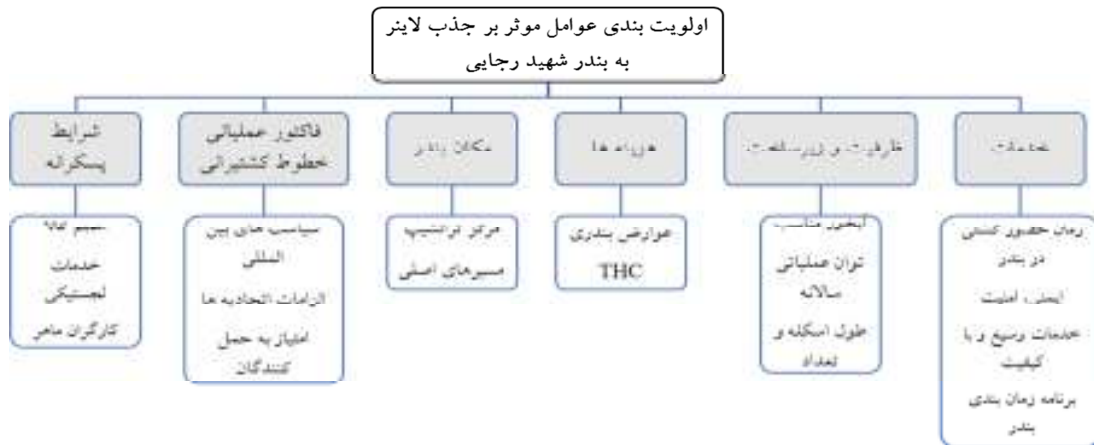 اولویت بندی عوامل موثر بر جذب لاینر
به بندر شهید رجایی
خدمات
ظرفیت و زیرساخت
هزینه ها
مکان بندر
فاکتور عملیاتی
خطوط کشتیرانی
شرایط
پسکرانه
زمان حضور کشتی
در بندر
ایمنی، امنیت
خدمات وسیع و با
کیفیت
برنامه زمان بندی
بندر
آبخور مناسب
توان عملیاتی
سالانه
طول اسکله و
تعداد
عوارض بندری
THC
مرکز ترانشیپ
مسیرهای اصلی
سیاست های بین
المللی
الزامات اتحادیه ها
امتیاز به حمل
کنندگان
خدمات
لجستیکی
کارگران ماهر